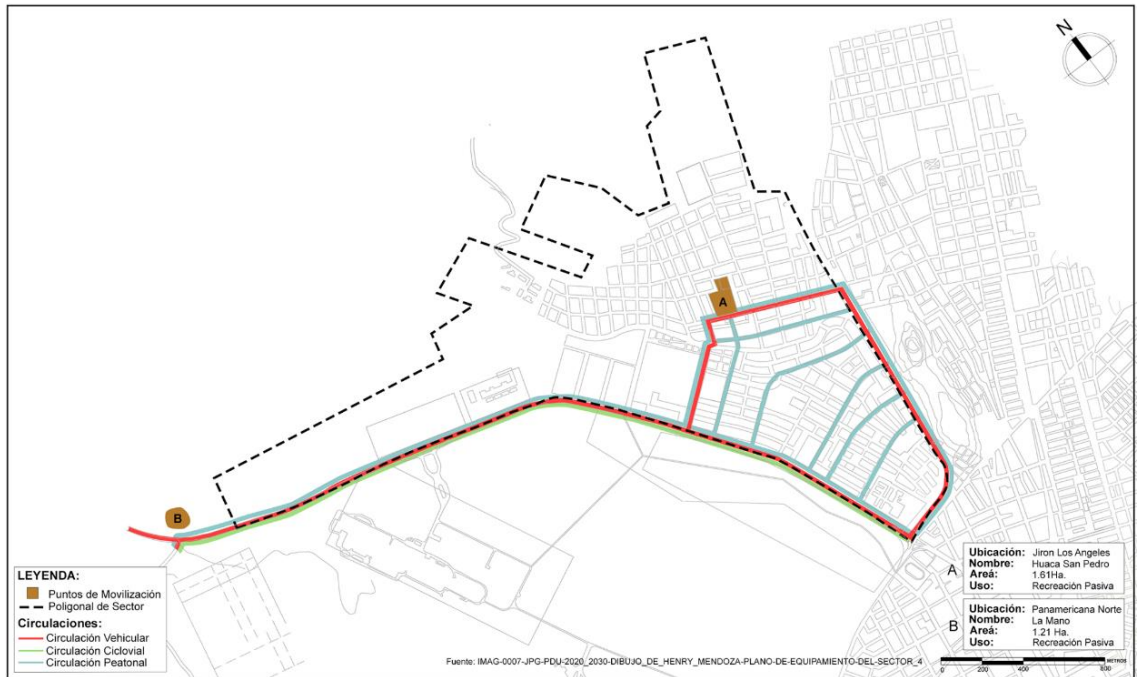 N
A
B
LEYENDA:
Puntos de Movilización
Poligonal de Sector
Circulaciones:
Circulación Vehicular
Circulación Ciclovial
Circulación Peatonal
A
Ubicación: Jiron Los Angeles
Nombre: Huaca San Pedro
Areá: 1.61Ha.
Uso: Recreación Pasiva
B
Ubicación: Panamericana Norte
Nombre: La Mano
Areá: 1.21 Ha.
Uso: Recreación Pasiva
Fuente: IMAG-0007-JPG-PDU-2020_2030-DIBUJO_DE_HENRY_MENDOZA-PLANO-DE-EQUIPAMIENTO-DEL-SECTOR_4
METROS
0 200 400 800